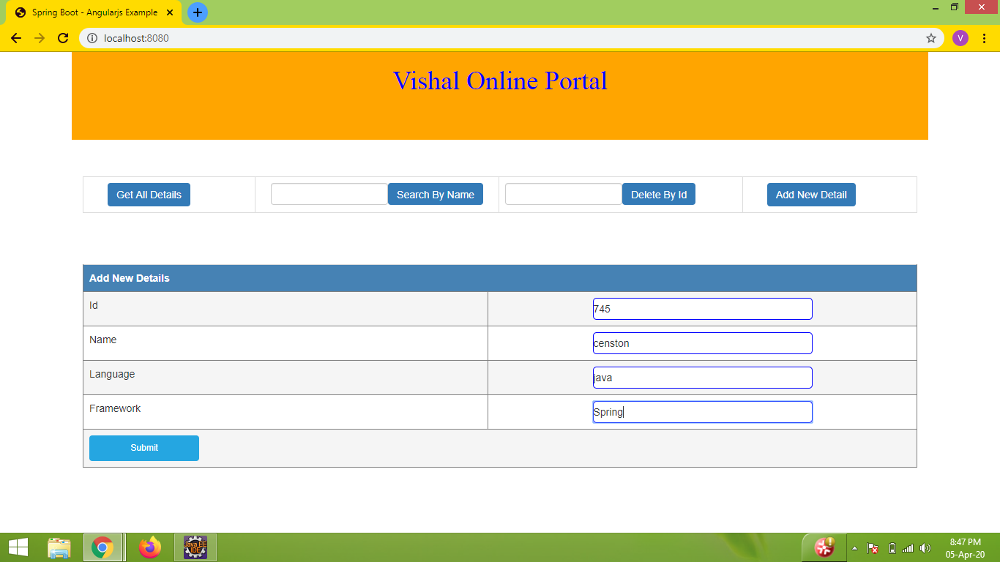 Spring Boot - Angularjs Example
localhost:8080
V
Vishal Online Portal
Get All Details Search By Name Delete By Id Add New Detail
Add New Details
Id 745
Name censton
Language java
Framework Spring
Submit
Java EE
IDE
8:47 PM
05-Apr-20